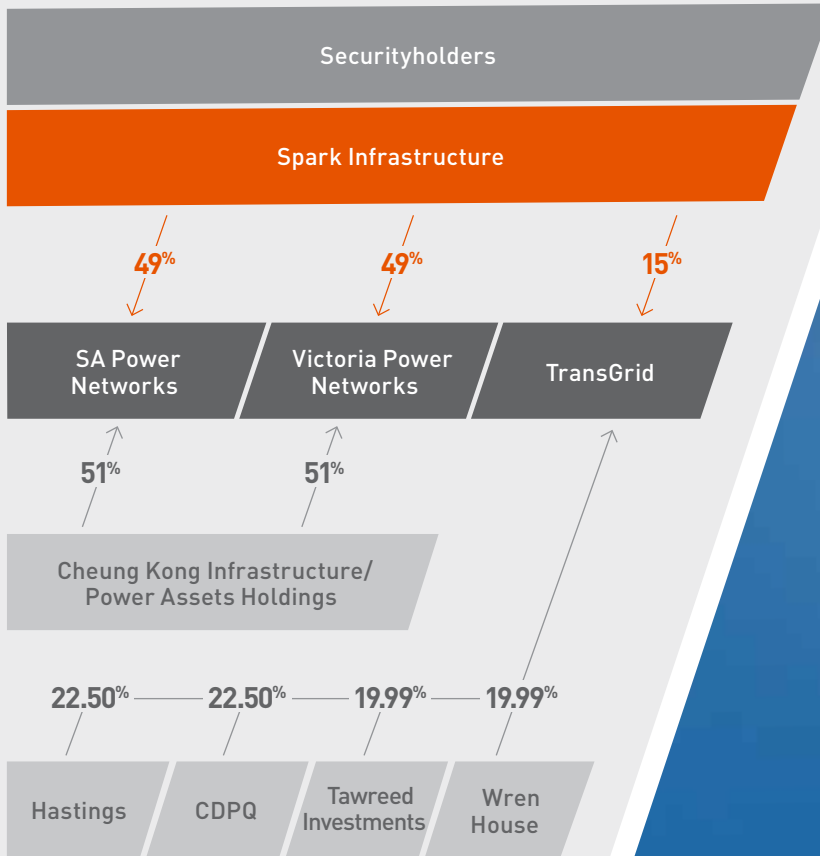 Securityholders
Spark Infrastructure
49%
49%
15%
SA Power
Networks
Victoria Power
Networks
TransGrid
51%
51%
Cheung Kong Infrastructure/
Power Assets Holdings
22.50%
22.50%
19.99%
19.99%
Hastings
CDPQ
Tawreed
Investments
Wren
House